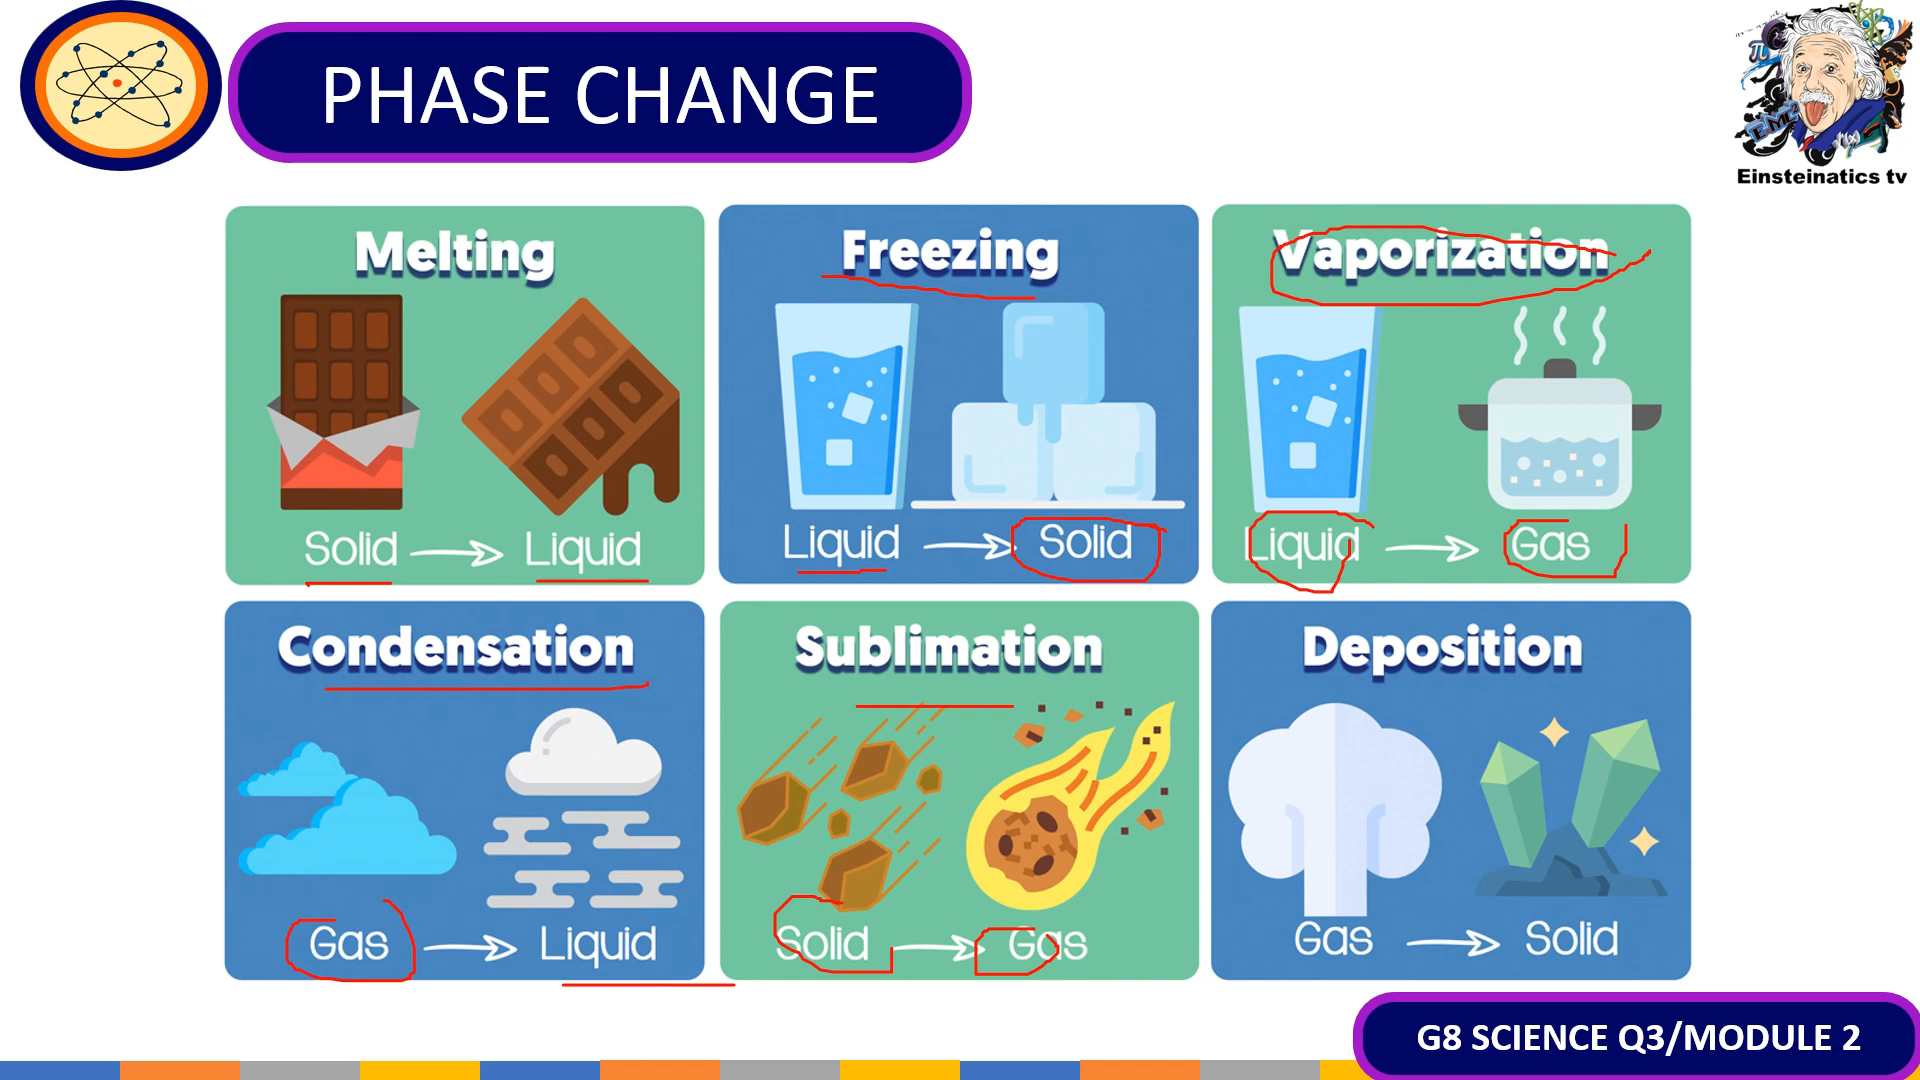 PHASE CHANGE
π
E=MC²
Einsteinatics tv
Melting
Freezing
Vaporization
Solid → Liquid
Liquid → Solid
Liquid → Gas
Condensation
Sublimation
Deposition
Gas → Liquid
Solid → Gas
Gas → Solid
G8 SCIENCE Q3/MODULE 2